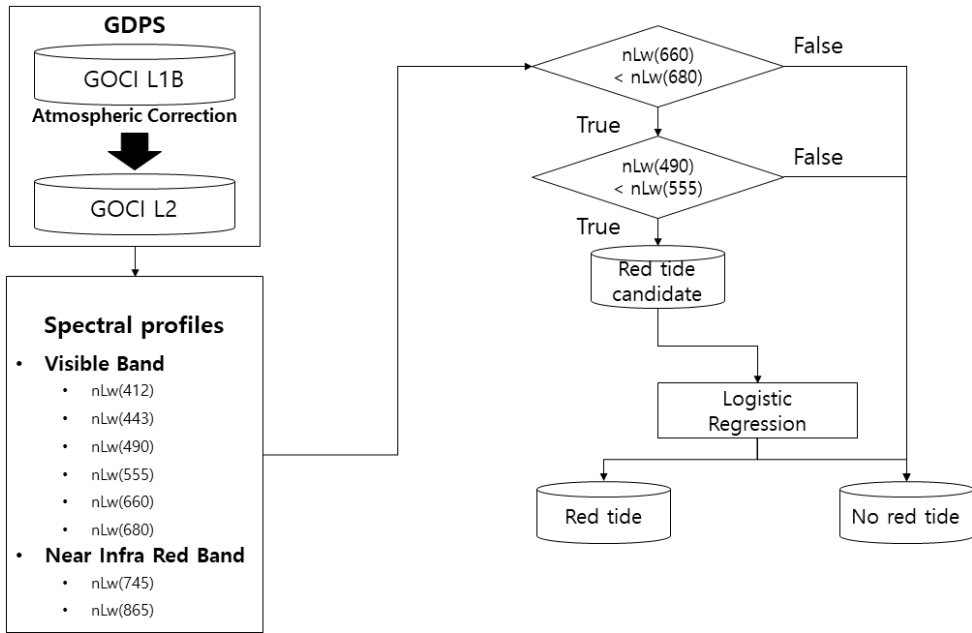 GDPS
GOCI L1B
Atmospheric Correction
GOCI L2
Spectral profiles
• Visible Band
• nLw(412)
• nLw(443)
• nLw(490)
• nLw(555)
• nLw(660)
• nLw(680)
• Near Infra Red Band
• nLw(745)
• nLw(865)
nLw(660)
< nLw(680)
False
True
nLw(490)
< nLw(555)
False
True
Red tide
candidate
Logistic
Regression
Red tide
No red tide